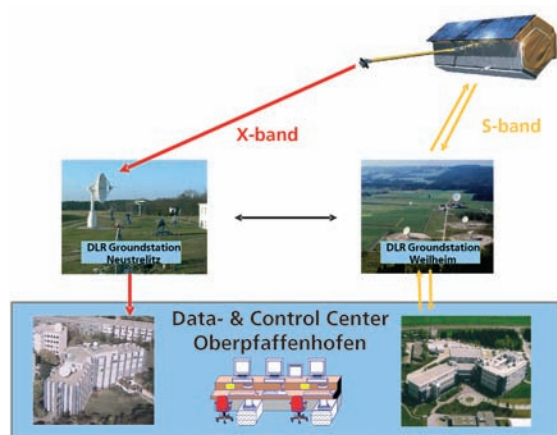 X-band
S-band
DLR Groundstation
Neustrelitz
DLR Groundstation
Weilheim
Data- & Control Center
Oberpfaffenhofen